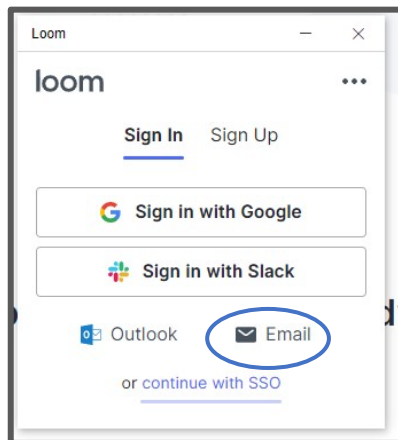 Loom
loom
Sign In Sign Up
Sign in with Google
Sign in with Slack
Outlook Email
or continue with SSO